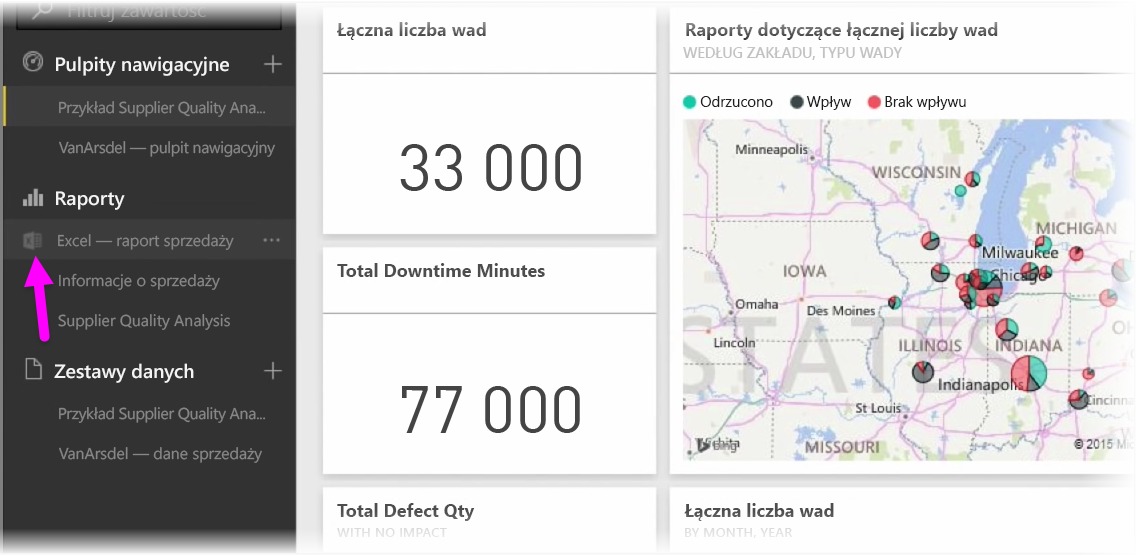 Filtruj zawartość
Pulpity nawigacyjne
Przykład Supplier Quality Ana...
VanArsdel — pulpit nawigacyjny
Raporty
Excel — raport sprzedaży
Informacje o sprzedaży
Supplier Quality Analysis
Zestawy danych
Przykład Supplier Quality Ana...
VanArsdel — dane sprzedaży
Łączna liczba wad
33 000
Total Downtime Minutes
77 000
Total Defect Qty
WITH NO IMPACT
Raporty dotyczące łącznej liczby wad
WEDŁUG ZAKŁADU, TYPU WADY
Odrzucono Wpływ Brak wpływu
Minneapolis
WISCONSIN
MICHIGAN
Milwaukee
Chicago
IOWA
Omaha
Des Moines
STATES
Lincoln
ILLINOIS
INDIANA
Indianapolis
Cincinn
St Louis
MISSOURI
bing
© 2015 Mic
Łączna liczba wad
BY MONTH, YEAR